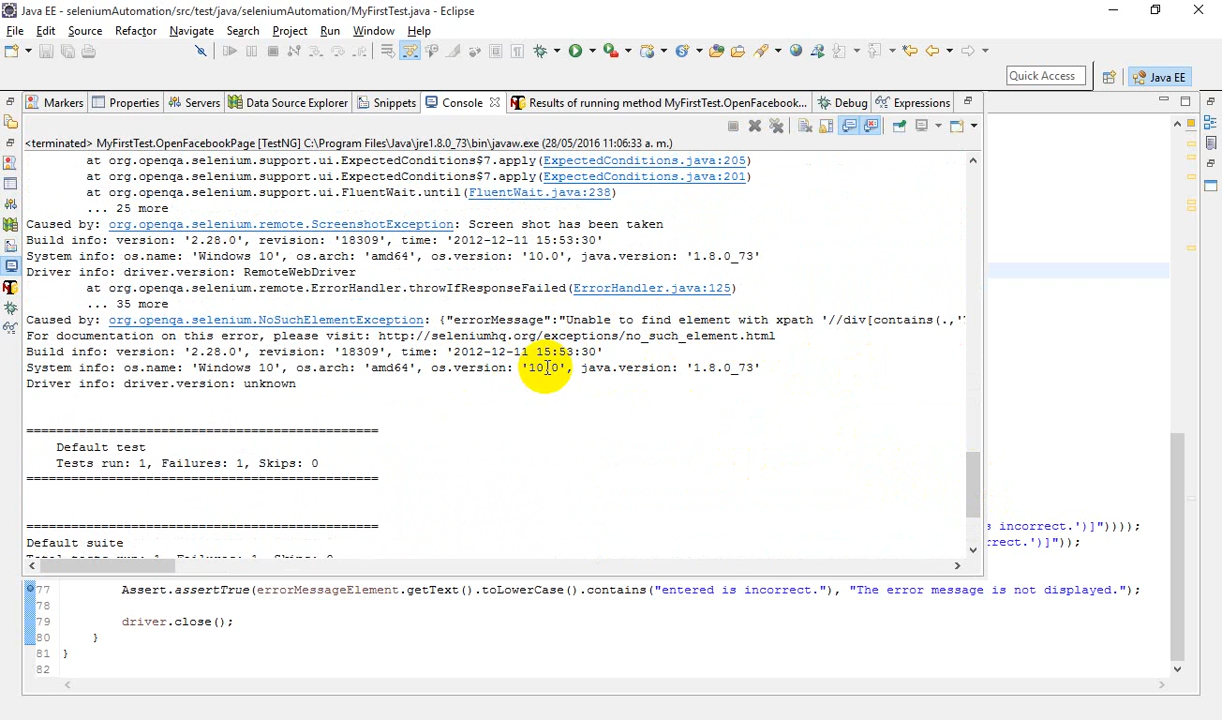 Java EE - seleniumAutomation/src/test/java/seleniumAutomation/MyFirstTest.java - Eclipse
File Edit Source Refactor Navigate Search Project Run Window Help
Quick Access
Java EE
Markers Properties Servers Data Source Explorer Snippets Console Results of running method MyFirstTest.OpenFacebook... Debug Expressions
<terminated> MyFirstTest.OpenFacebookPage [TestNG] C:\Program Files\Java\jre1.8.0_73\bin\javaw.exe (28/05/2016 11:06:33 a. m.)
at org.openqa.selenium.support.ui.ExpectedConditions$7.apply(ExpectedConditions.java:205)
at org.openqa.selenium.support.ui.ExpectedConditions$7.apply(ExpectedConditions.java:201)
at org.openqa.selenium.support.ui.FluentWait.until(FluentWait.java:238)
... 25 more
Caused by: org.openqa.selenium.remote.ScreenshotException: Screen shot has been taken
Build info: version: '2.28.0', revision: '18309', time: '2012-12-11 15:53:30'
System info: os.name: 'Windows 10', os.arch: 'amd64', os.version: '10.0', java.version: '1.8.0_73'
Driver info: driver.version: RemoteWebDriver
at org.openqa.selenium.remote.ErrorHandler.throwIfResponseFailed(ErrorHandler.java:125)
... 35 more
Caused by: org.openqa.selenium.NoSuchElementException: {"errorMessage":"Unable to find element with xpath '//div[contains(.,'
For documentation on this error, please visit: http://seleniumhq.org/exceptions/no_such_element.html
Build info: version: '2.28.0', revision: '18309', time: '2012-12-11 15:53:30'
System info: os.name: 'Windows 10', os.arch: 'amd64', os.version: '10.0', java.version: '1.8.0_73'
Driver info: driver.version: unknown
===============================================
Default test
Tests run: 1, Failures: 1, Skips: 0
===============================================
===============================================
s incorrect.')]"))));
Default suite
rrect.')]"));
Total tests run: 1, Failures: 1, Skips: 0
77 Assert.assertTrue(errorMessageElement.getText().toLowerCase().contains("entered is incorrect."), "The error message is not displayed.");
78
79 driver.close();
80 }
81 }
82